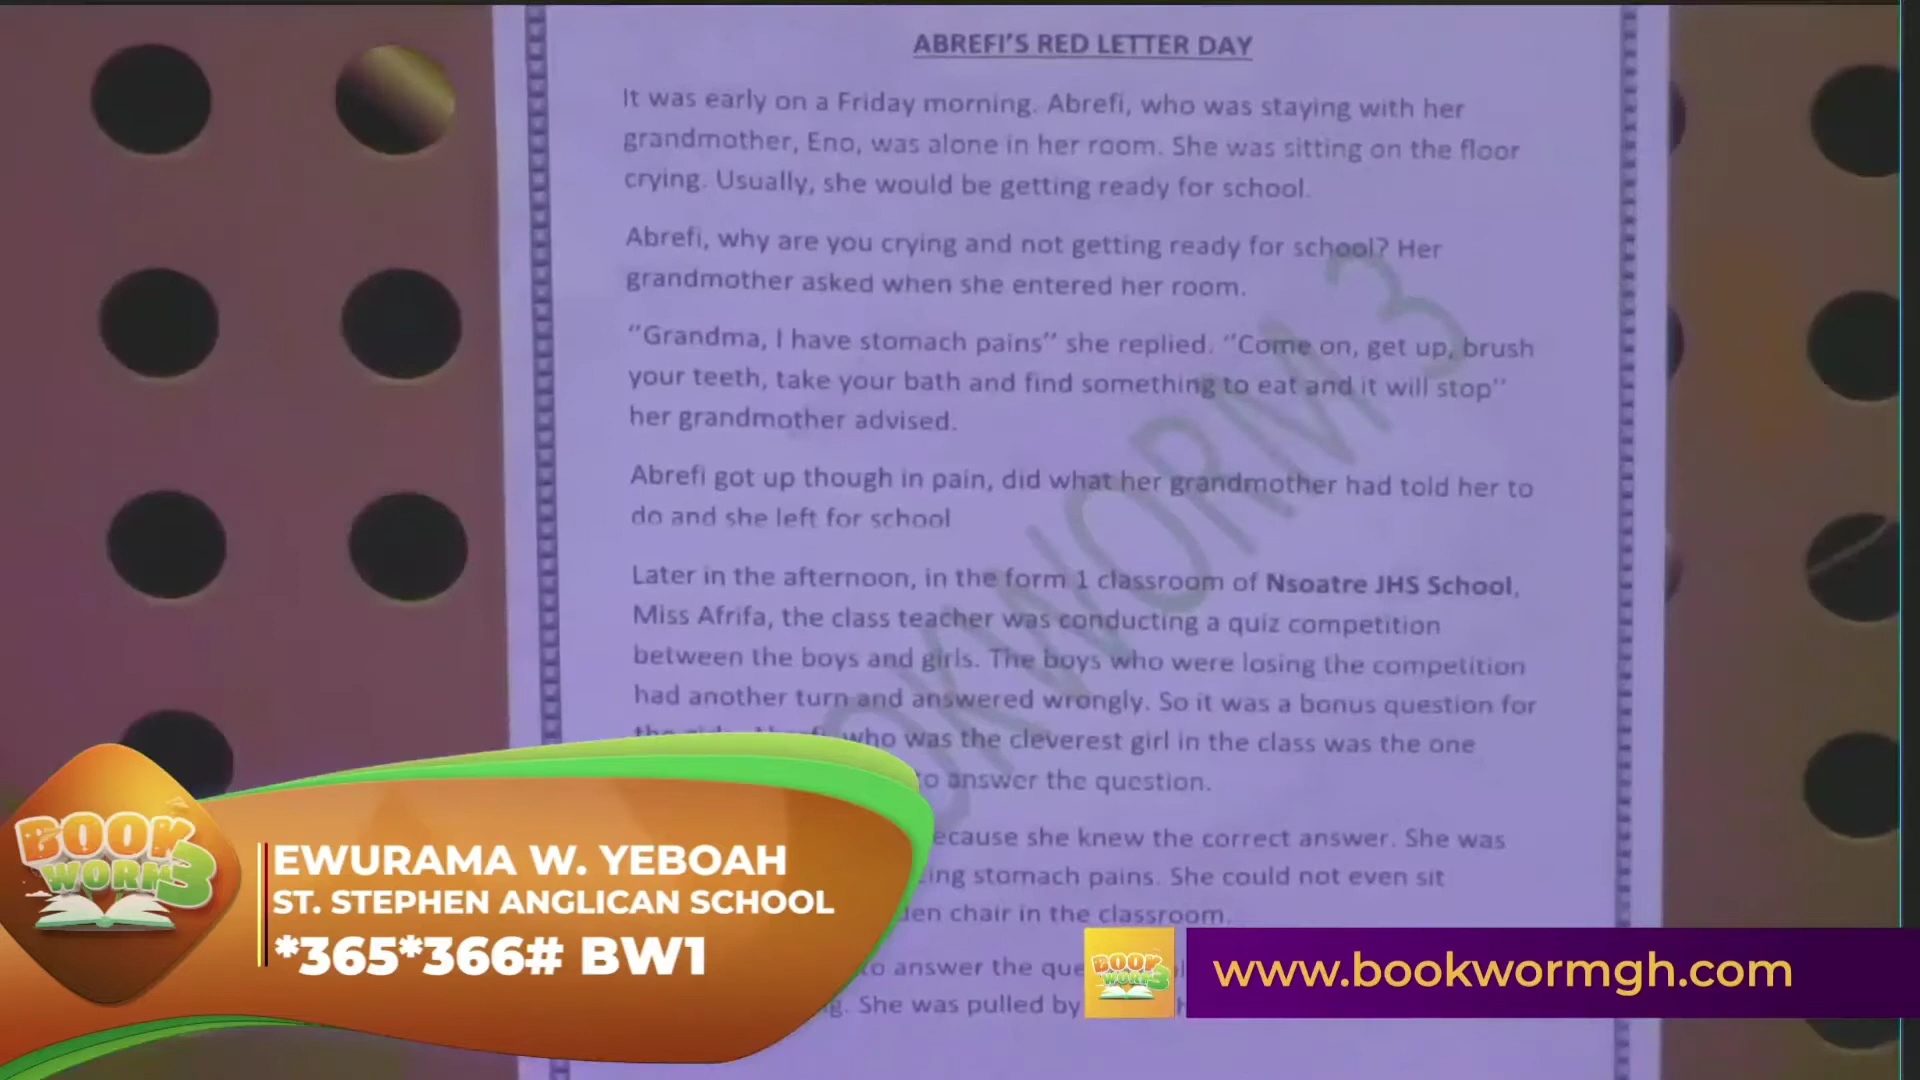 ABREFI'S RED LETTER DAY
It was early on a Friday morning. Abrefi, who was staying with her
grandmother, Eno, was alone in her room. She was sitting on the floor
crying. Usually, she would be getting ready for school.
Abrefi, why are you crying and not getting ready for school? Her
grandmother asked when she entered her room.
"Grandma, I have stomach pains" she replied. "Come on, get up, brush
your teeth, take your bath and find something to eat and it will stop"
her grandmother advised.
Abrefi got up though in pain, did what her grandmother had told her to
do and she left for school
Later in the afternoon, in the form 1 classroom of Nsoatre JHS School,
Miss Afrifa, the class teacher was conducting a quiz competition
between the boys and girls. The boys who were losing the competition
had another turn and answered wrongly. So it was a bonus question for
who was the cleverest girl in the class was the one
answer the question.
she knew the correct answer. She was
stomach pains. She could not even sit
chair in the classroom.
to answer the
She was pulled by
BOOKWORM 3
BOOK
WORM 3
EWURAMA W. YEBOAH
ST. STEPHEN ANGLICAN SCHOOL
*365*366# BW1
BOOK
WORM 3
www.bookwormgh.com